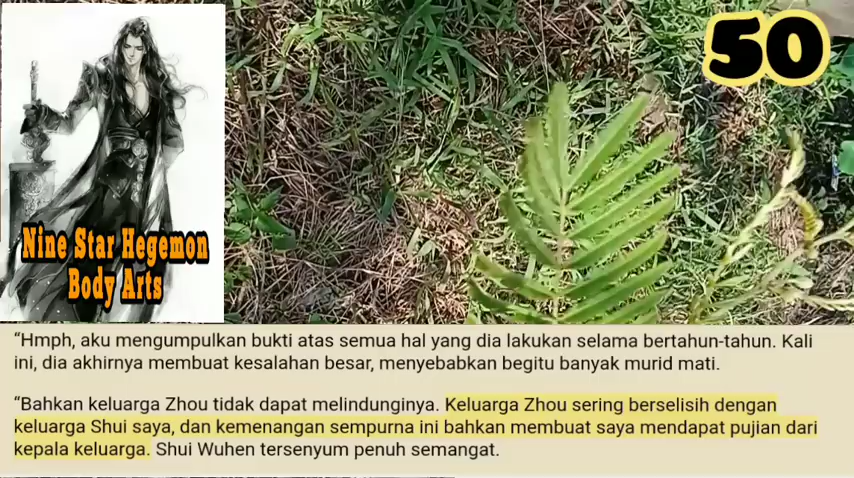 50
Nine Star Hegemon
Body Arts
“Hmph, aku mengumpulkan bukti atas semua hal yang dia lakukan selama bertahun-tahun. Kali
ini, dia akhirnya membuat kesalahan besar, menyebabkan begitu banyak murid mati.
“Bahkan keluarga Zhou tidak dapat melindunginya. Keluarga Zhou sering berselisih dengan
keluarga Shui saya, dan kemenangan sempurna ini bahkan membuat saya mendapat pujian dari
kepala keluarga. Shui Wuhen tersenyum penuh semangat.